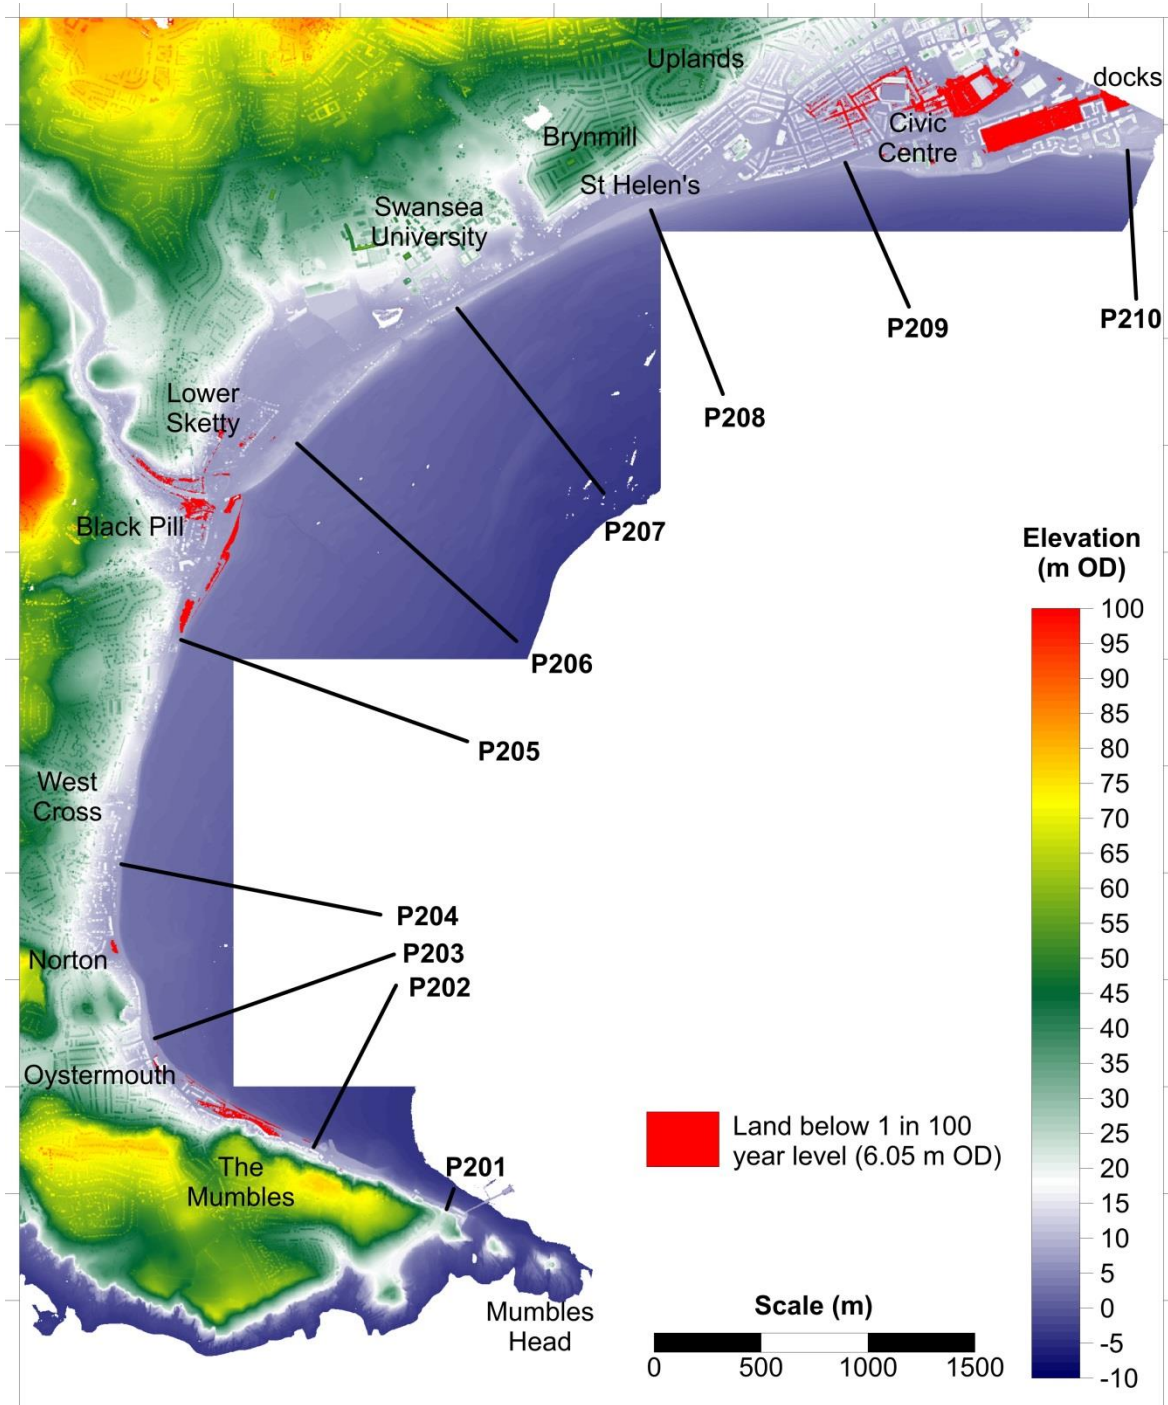 Uplands
docks
Brynmill
Civic
Centre
St Helen's
Swansea
University
P210
P209
P208
Lower
Sketty
Black Pill
P207
P206
P205
West
Cross
P204
P203
Norton
P202
Oystermouth
The
Mumbles
P201
Mumbles
Head
Elevation
(m OD)
100
95
90
85
80
75
70
65
60
55
50
45
40
35
30
25
20
15
10
5
0
-5
-10
Land below 1 in 100
year level (6.05 m OD)
Scale (m)
0 500 1000 1500